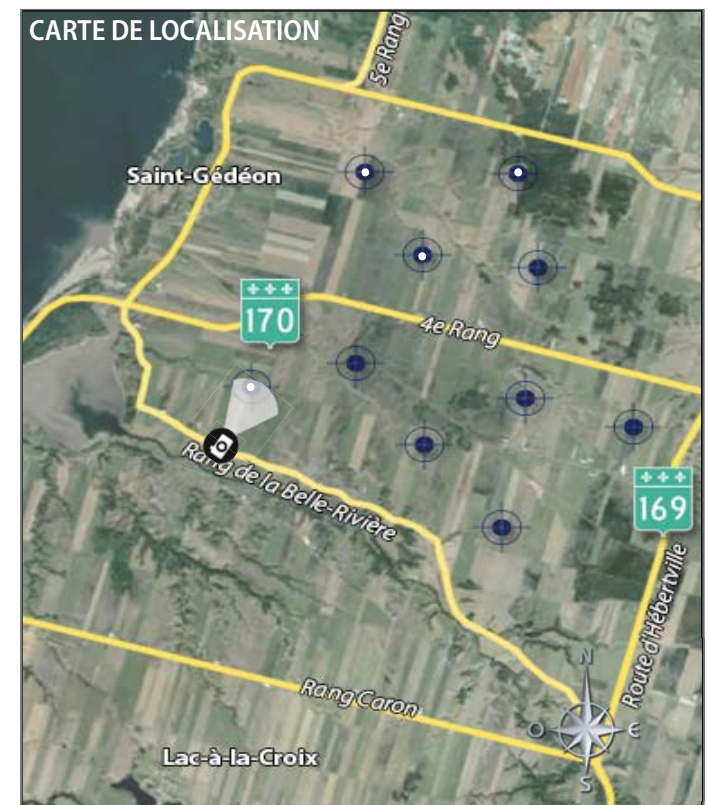 CARTE DE LOCALISATION
5e Rang
Saint-Gédéon
170
4e Rang
Rang de la Belle-Rivière
169
Route d'Hébertville
N
O
E
S
Rang Caron
Lac-à-la-Croix